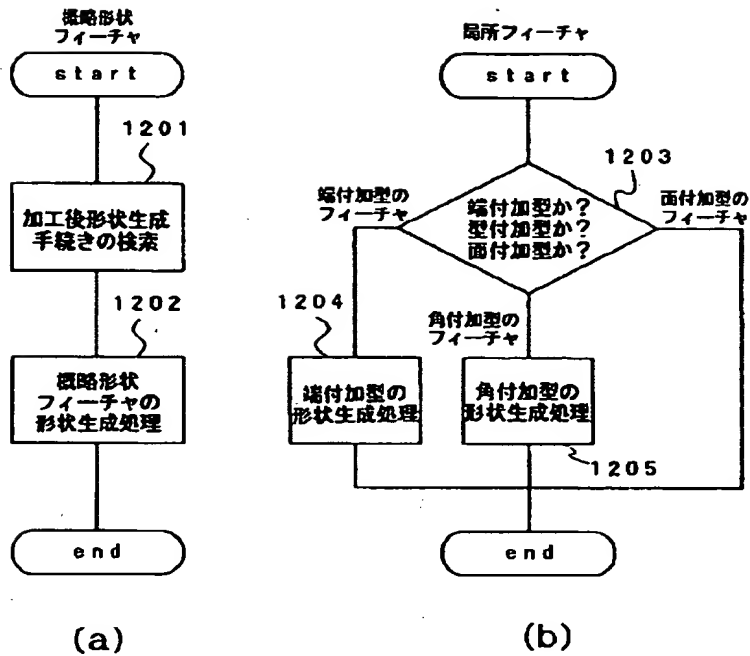 概略形状
フィーチャ
start
1201
加工後形状生成
手続きの検索
1202
概略形状
フィーチャの
形状生成処理
end
(a)
局所フィーチャ
start
1203
端付加型の
フィーチャ
端付加型か?
型付加型か?
面付加型か?
面付加型の
フィーチャ
1204
角付加型の
フィーチャ
端付加型の
形状生成処理
角付加型の
形状生成処理
1205
end
(b)